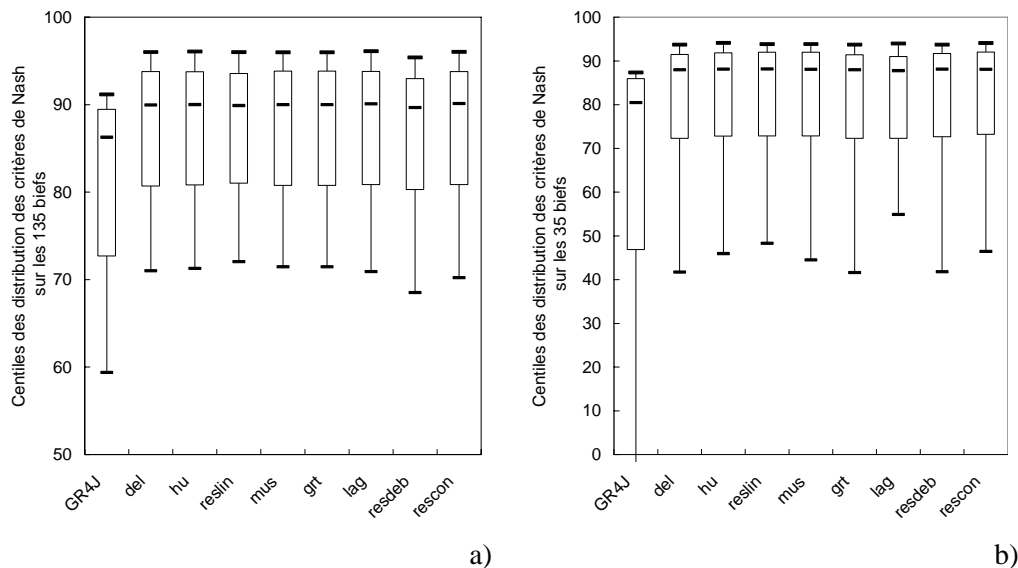 Centiles des distribution des critères de Nash
sur les 135 biefs
100
90
80
70
60
50
GR4J
del
hu
reslin
mus
grt
lag
resdeb
rescon
a)
Centiles des distribution des critères de Nash
sur les 35 biefs
100
90
80
70
60
50
40
30
20
10
0
GR4J
del
hu
reslin
mus
grt
lag
resdeb
rescon
b)